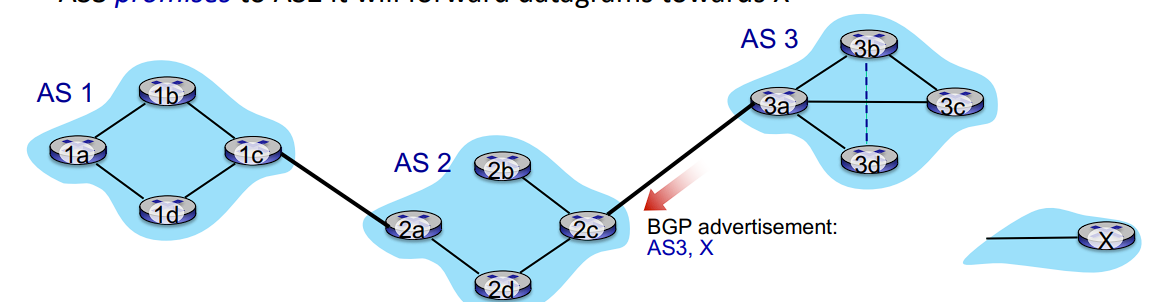 AS3 promises to AS2 it will forward datagrams towards X
AS 3
3b
AS 1
1b
3a
3c
1a
1c
AS 2
2b
3d
1d
2a
2c
BGP advertisement:
AS3, X
X
2d